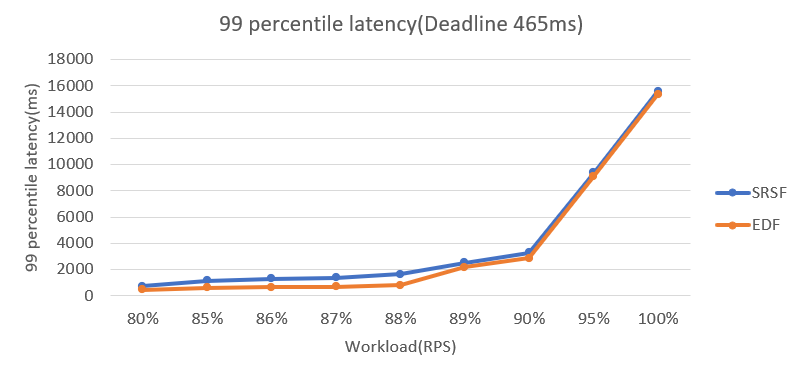 99 percentile latency(Deadline 465ms)
99 percentile latency(ms)
18000
16000
14000
12000
10000
8000
6000
4000
2000
0
80% 85% 86% 87% 88% 89% 90% 95% 100%
Workload(RPS)
SRSF
EDF